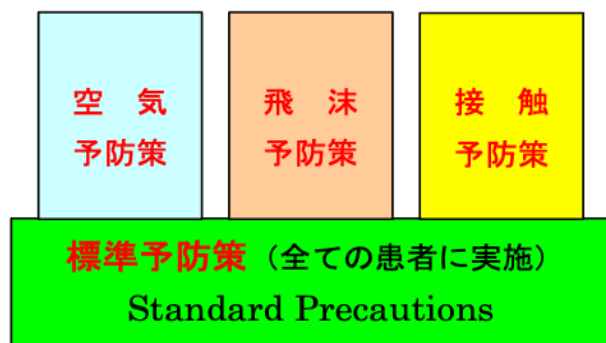 空　気
予防策
飛　沫
予防策
接　触
予防策
標準予防策（全ての患者に実施）
Standard Precautions